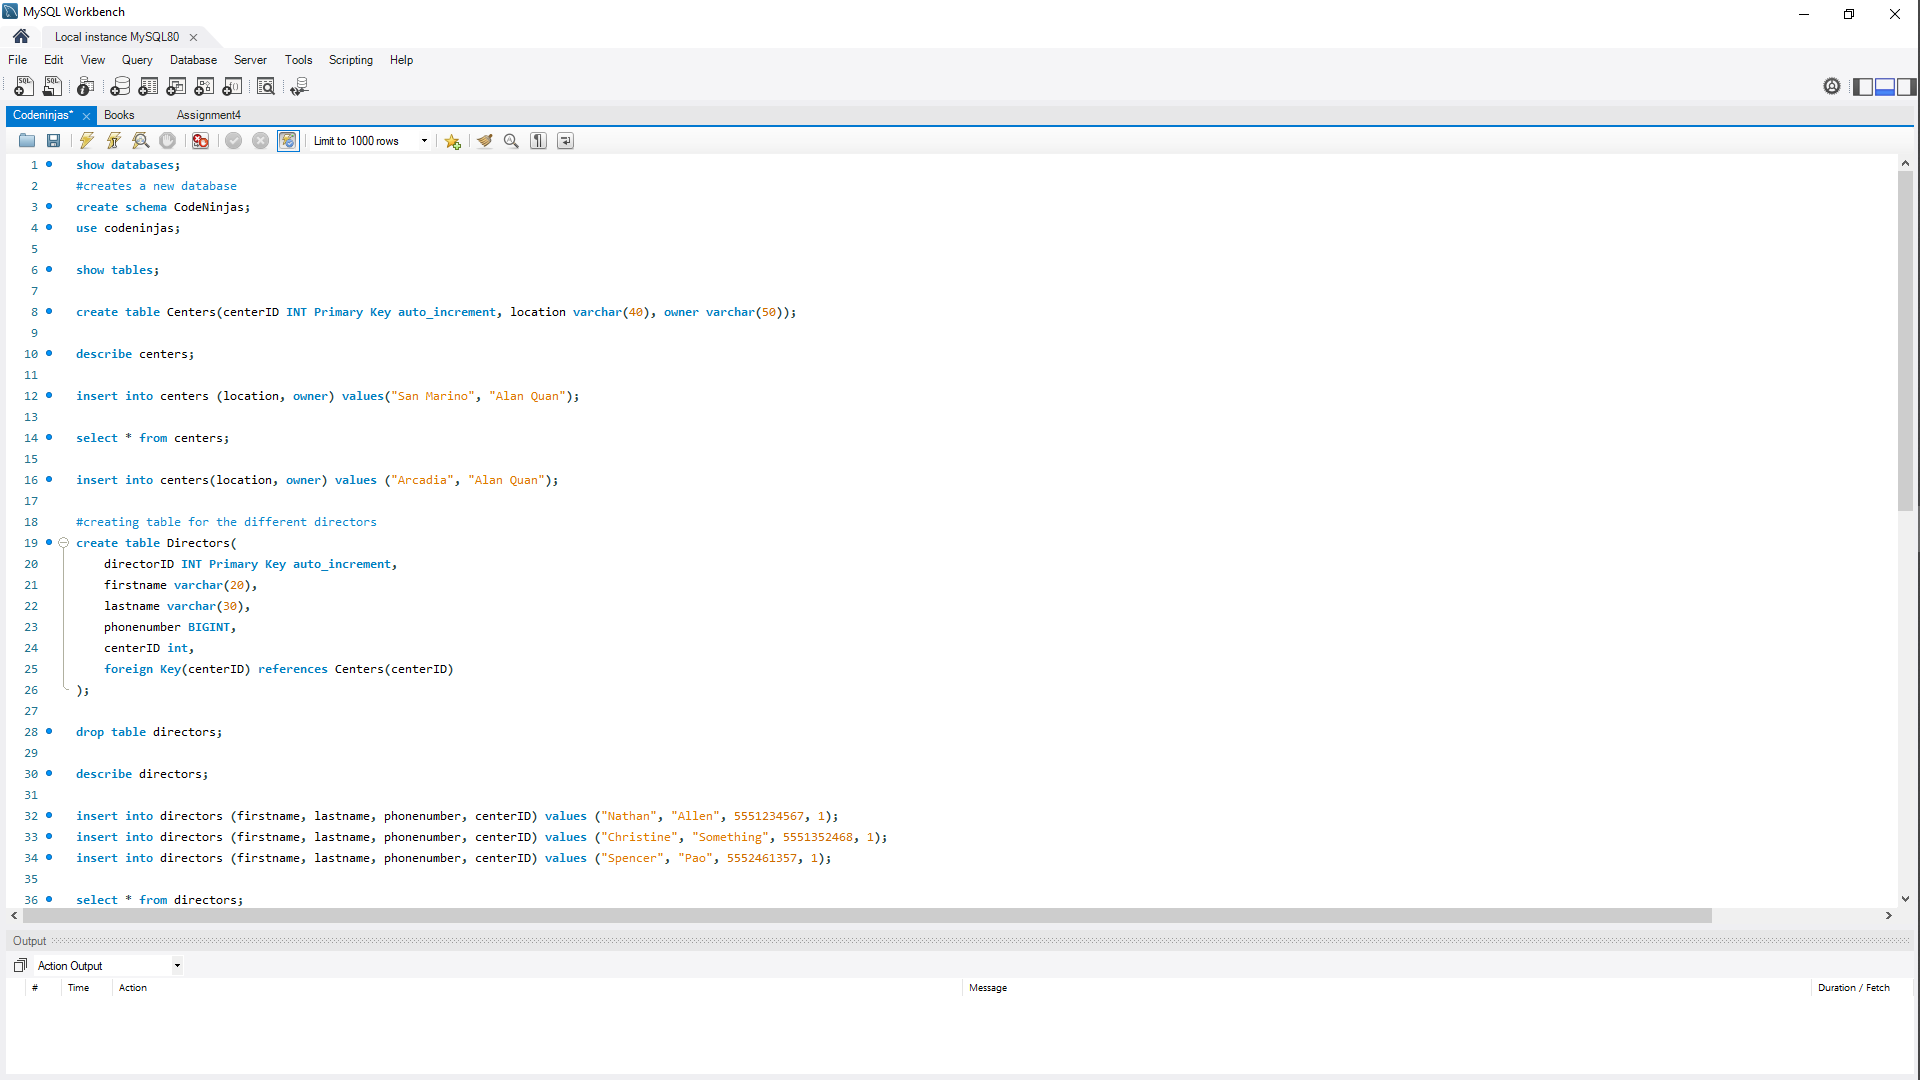 MySQL Workbench
Local instance MySQL80
File Edit View Query Database Server Tools Scripting Help
Codeninjas* Books Assignment4
Limit to 1000 rows
1 show databases;
2 #creates a new database
3 create schema CodeNinjas;
4 use codeninjas;
5
6 show tables;
7
8 create table Centers(centerID INT Primary Key auto_increment, location varchar(40), owner varchar(50));
9
10 describe centers;
11
12 insert into centers (location, owner) values("San Marino", "Alan Quan");
13
14 select * from centers;
15
16 insert into centers(location, owner) values ("Arcadia", "Alan Quan");
17
18 #creating table for the different directors
19 create table Directors(
20 directorID INT Primary Key auto_increment,
21 firstname varchar(20),
22 lastname varchar(30),
23 phonenumber BIGINT,
24 centerID int,
25 foreign Key(centerID) references Centers(centerID)
26 );
27
28 drop table directors;
29
30 describe directors;
31
32 insert into directors (firstname, lastname, phonenumber, centerID) values ("Nathan", "Allen", 5551234567, 1);
33 insert into directors (firstname, lastname, phonenumber, centerID) values ("Christine", "Something", 5551352468, 1);
34 insert into directors (firstname, lastname, phonenumber, centerID) values ("Spencer", "Pao", 5552461357, 1);
35
36 select * from directors;
Output
Action Output
# Time Action Message Duration / Fetch